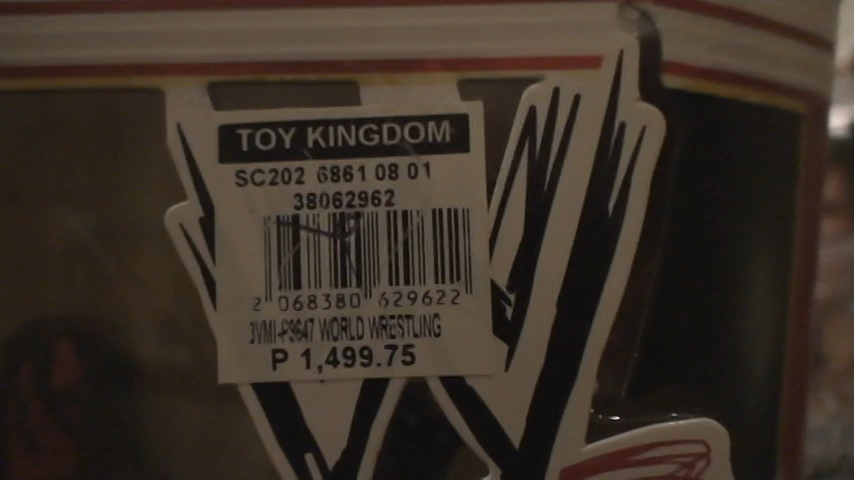 TOY KINGDOM
SC202 6861 08 01
38062962
2 068380 629622
3VMI-P9647 WORLD WRESTLING
P 1,499.75